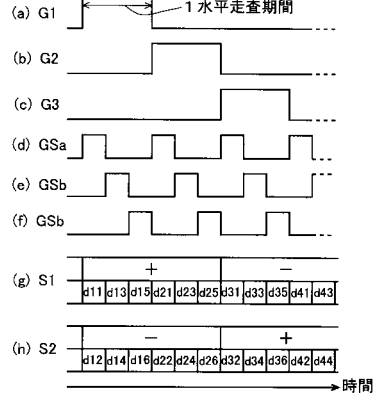 (a) G1
1水平走査期間
(b) G2
(c) G3
(d) GSa
(e) GSb
(f) GSb
(g) S1
+ −
d11 d13 d15 d21 d23 d25 d31 d33 d35 d41 d43
(h) S2
− +
d12 d14 d16 d22 d24 d26 d32 d34 d36 d42 d44
時間